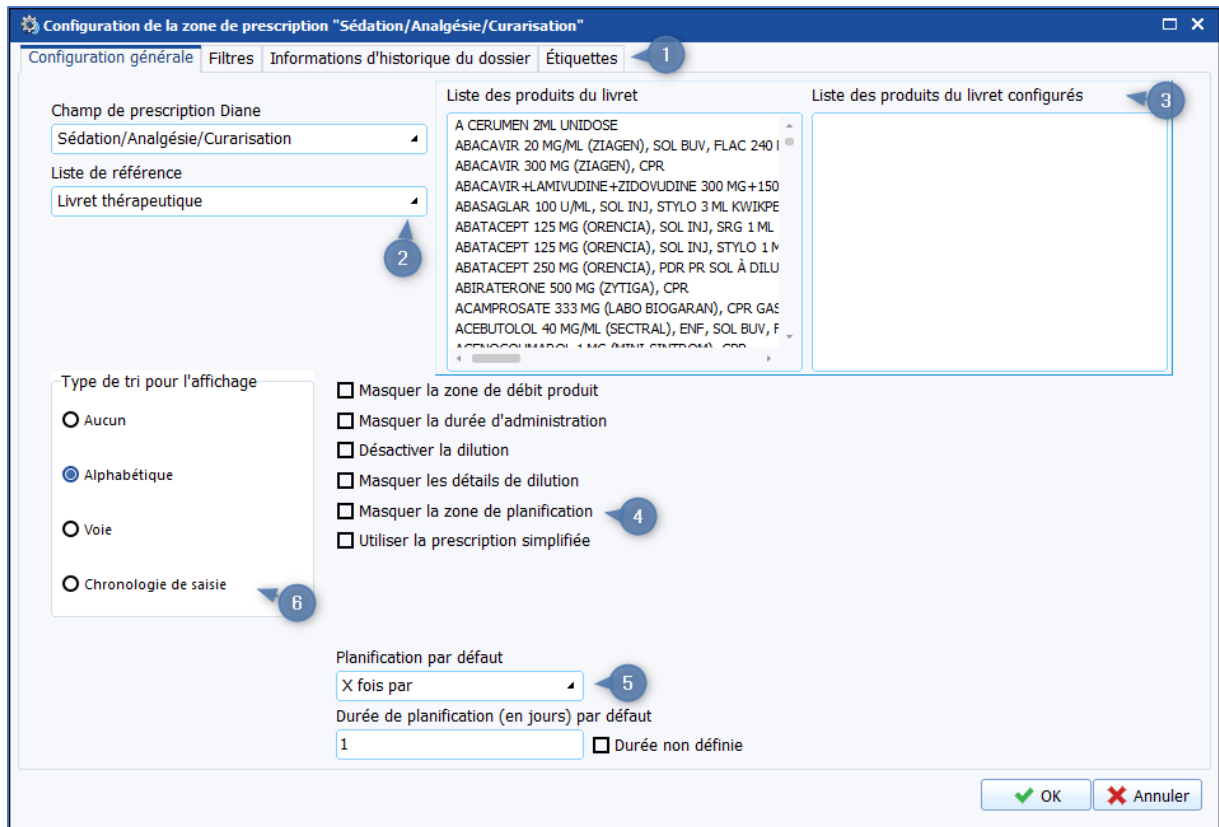 Configuration de la zone de prescription "Sédation/Analgésie/Curarisation"
Configuration générale Filtres Informations d'historique du dossier Étiquettes 1
Champ de prescription Diane
Sédation/Analgésie/Curarisation
Liste de référence
Livret thérapeutique
2
Liste des produits du livret
A CERUMEN 2ML UNIDOSE
ABACAVIR 20 MG/ML (ZIAGEN), SOL BUV, FLAC 240
ABACAVIR 300 MG (ZIAGEN), CPR
ABACAVIR+LAMIVUDINE+ZIDOVUDINE 300 MG+150
ABASAGLAR 100 U/ML, SOL INJ, STYLO 3 ML KWIKPE
ABATACEPT 125 MG (ORENCIA), SOL INJ, SRG 1 ML
ABATACEPT 125 MG (ORENCIA), SOL INJ, STYLO 1
ABATACEPT 250 MG (ORENCIA), PDR PR SOL À DILU
ABIRATERONE 500 MG (ZYTIGA), CPR
ACAMPROSATE 333 MG (LABO BIOGARAN), CPR GAS
ACEBUTOLOL 40 MG/ML (SECTRAL), ENF, SOL BUV, F
ACENOCOUMAROL 1 MG (MINI SINTROM), CPR
Liste des produits du livret configurés 3
Type de tri pour l'affichage
Aucun
Alphabétique
Voie
Chronologie de saisie
6
Masquer la zone de débit produit
Masquer la durée d'administration
Désactiver la dilution
Masquer les détails de dilution
Masquer la zone de planification 4
Utiliser la prescription simplifiée
Planification par défaut
X fois par 5
Durée de planification (en jours) par défaut
1 Durée non définie
OK Annuler